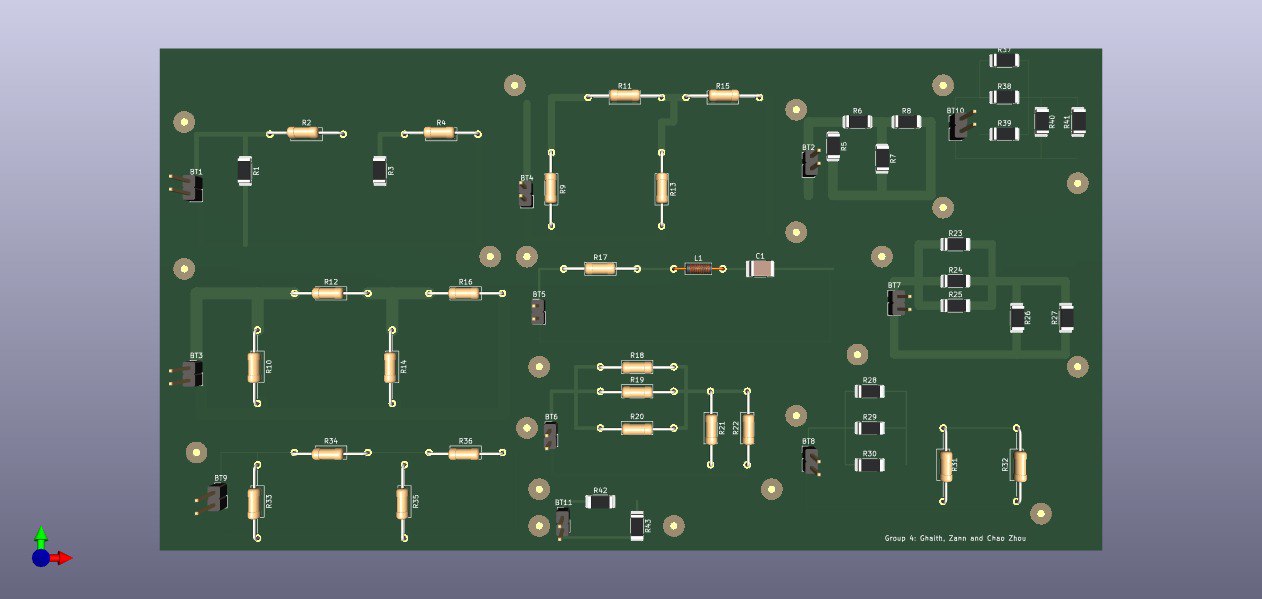 R37
R38
BT10
R39
R40
R41
R11
R15
R2
R4
R6
R8
BT2
R5
R7
R1
R3
BT1
BT4
R9
R13
R23
R24
R25
BT7
R26
R27
R17
L1
C1
BT5
R12
R16
BT3
R10
R14
R18
R19
R20
BT6
R21
R22
R28
R29
R30
BT8
R31
R32
R34
R36
BT9
R33
R35
R42
BT11
R43
Group 4: Ghaith, Zann and Chao Zhou